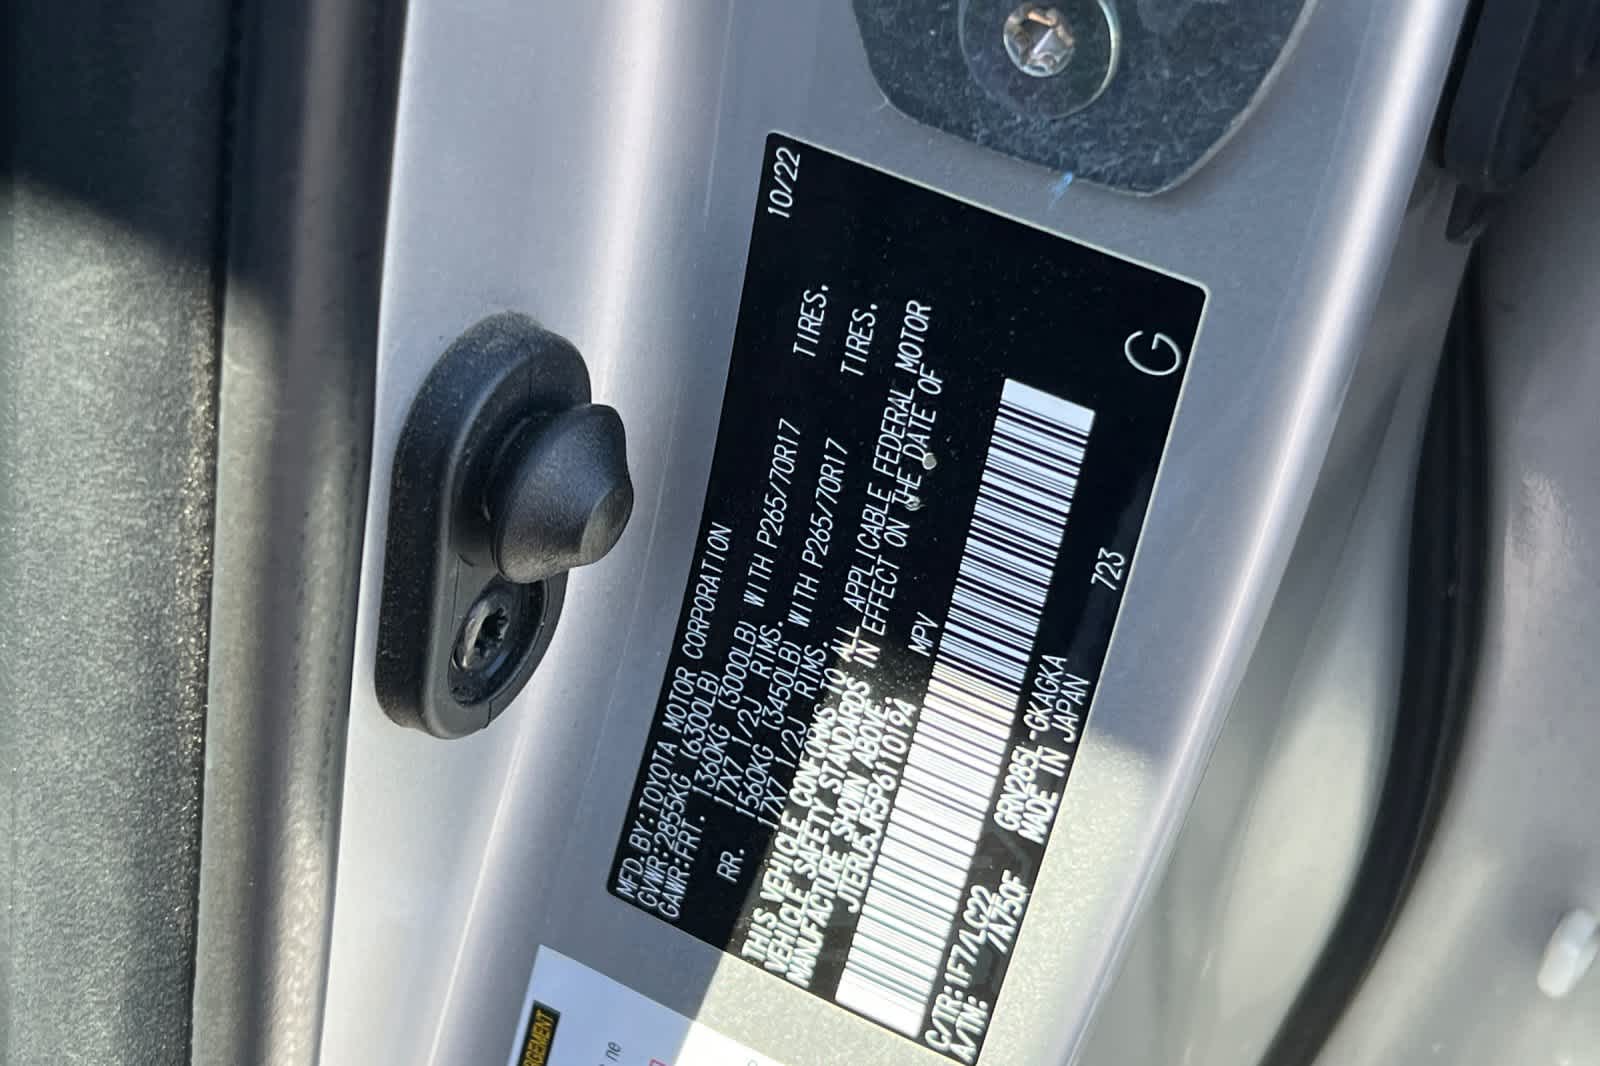 MFD. BY:TOYOTA MOTOR CORPORATION 10/22
GVWR:2855KG (6300LB)
GAWR:FRT. 1360KG (3000LB) WITH P265/70R17 TIRES.
17X7 1/2J RIMS.
RR. 1560KG (3450LB) WITH P265/70R17 TIRES.
17X7 1/2J RIMS.
THIS VEHICLE CONFORMS TO ALL APPLICABLE FEDERAL MOTOR
VEHICLE SAFETY STANDARDS IN EFFECT ON THE DATE OF
MANUFACTURE SHOWN ABOVE.
JTERU5JR5P6110194 MPV
G
C/TR:1F7/LC22 GRN285L-GKAGKA 723
A/TM: /A750F MADE IN JAPAN